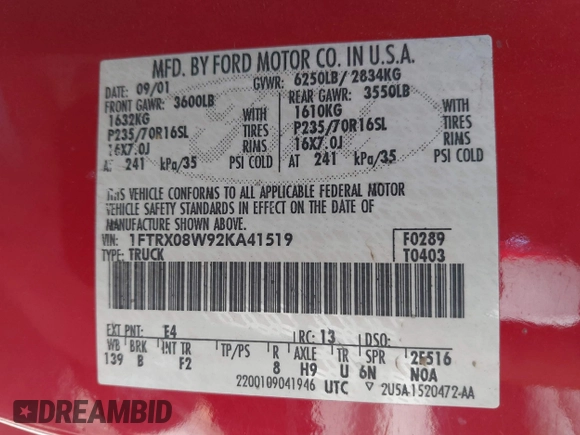 MFD. BY FORD MOTOR CO. IN U.S.A.
DATE: 09/01 GVWR: 6250LB/ 2834KG
FRONT GAWR: 3600LB REAR GAWR: 3550LB
1632KG WITH 1610KG WITH
P235/70R16SL TIRES P235/70R16SL TIRES
16X7.0J RIMS 16X7.0J RIMS
AT 241 kPa/35 PSI COLD AT 241 kPa/35 PSI COLD
THIS VEHICLE CONFORMS TO ALL APPLICABLE FEDERAL MOTOR
VEHICLE SAFETY STANDARDS IN EFFECT ON THE DATE OF
MANUFACTURE SHOWN ABOVE.
VIN: 1FTRX08W92KA41519 F0289
TYPE: TRUCK T0403
EXT PNT: E4 RC: 13 DSO:
WB BRK INT TR TP/PS R AXLE TR SPR 2F516
139 B F2 8 H9 U 6N NOA
2200109041946 UTC 2U5A-1520472-AA
DREAMBID